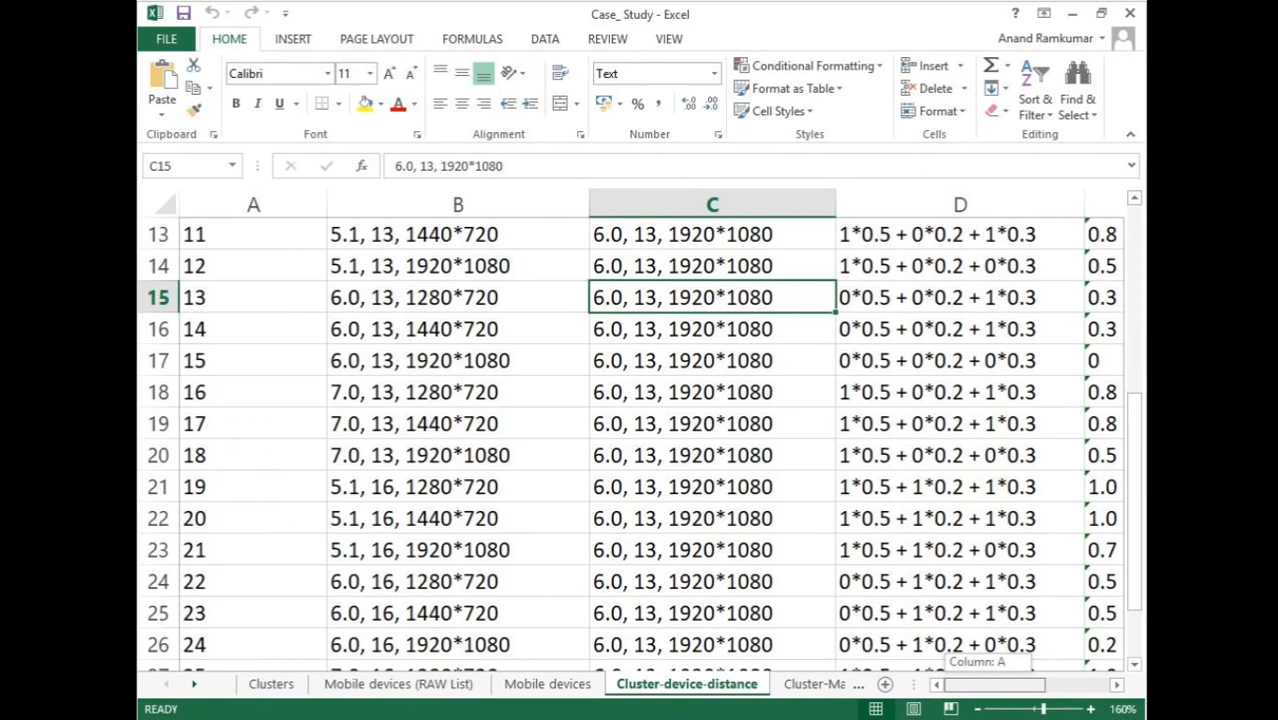 Case_ Study - Excel
?
FILE HOME INSERT PAGE LAYOUT FORMULAS DATA REVIEW VIEW Anand Ramkumar
Paste
Calibri 11
B I U A
Text
% ,
Conditional Formatting
Format as Table
Cell Styles
Insert
Delete
Format
Sort & Filter
Find & Select
Clipboard Font Alignment Number Styles Cells Editing
C15 fx 6.0, 13, 1920*1080
A B C D
13 11 5.1, 13, 1440*720 6.0, 13, 1920*1080 1*0.5 + 0*0.2 + 1*0.3 0.8
14 12 5.1, 13, 1920*1080 6.0, 13, 1920*1080 1*0.5 + 0*0.2 + 0*0.3 0.5
15 13 6.0, 13, 1280*720 6.0, 13, 1920*1080 0*0.5 + 0*0.2 + 1*0.3 0.3
16 14 6.0, 13, 1440*720 6.0, 13, 1920*1080 0*0.5 + 0*0.2 + 1*0.3 0.3
17 15 6.0, 13, 1920*1080 6.0, 13, 1920*1080 0*0.5 + 0*0.2 + 0*0.3 0
18 16 7.0, 13, 1280*720 6.0, 13, 1920*1080 1*0.5 + 0*0.2 + 1*0.3 0.8
19 17 7.0, 13, 1440*720 6.0, 13, 1920*1080 1*0.5 + 0*0.2 + 1*0.3 0.8
20 18 7.0, 13, 1920*1080 6.0, 13, 1920*1080 1*0.5 + 0*0.2 + 0*0.3 0.5
21 19 5.1, 16, 1280*720 6.0, 13, 1920*1080 1*0.5 + 1*0.2 + 1*0.3 1.0
22 20 5.1, 16, 1440*720 6.0, 13, 1920*1080 1*0.5 + 1*0.2 + 1*0.3 1.0
23 21 5.1, 16, 1920*1080 6.0, 13, 1920*1080 1*0.5 + 1*0.2 + 0*0.3 0.7
24 22 6.0, 16, 1280*720 6.0, 13, 1920*1080 0*0.5 + 1*0.2 + 1*0.3 0.5
25 23 6.0, 16, 1440*720 6.0, 13, 1920*1080 0*0.5 + 1*0.2 + 1*0.3 0.5
26 24 6.0, 16, 1920*1080 6.0, 13, 1920*1080 0*0.5 + 1*0.2 + 0*0.3 0.2
Column: A
Clusters Mobile devices (RAW List) Mobile devices Cluster-device-distance Cluster-Ma ...
READY 160%